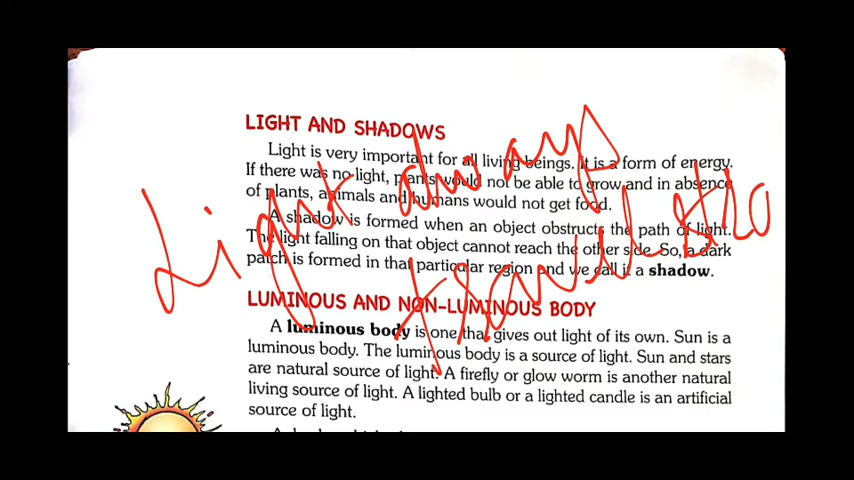 LIGHT AND SHADOWS
Light is very important for all living beings. It is a form of energy.
If there was no light, plants would not be able to grow and in absence
of plants, animals and humans would not get food.
A shadow is formed when an object obstructs the path of light.
The light falling on that object cannot reach the other side. So, a dark
patch is formed in that particular region and we call it a shadow.
Light always
travel stra
LUMINOUS AND NON-LUMINOUS BODY
A luminous body is one that gives out light of its own. Sun is a
luminous body. The luminous body is a source of light. Sun and stars
are natural source of light. A firefly or glow worm is another natural
living source of light. A lighted bulb or a lighted candle is an artificial
source of light.